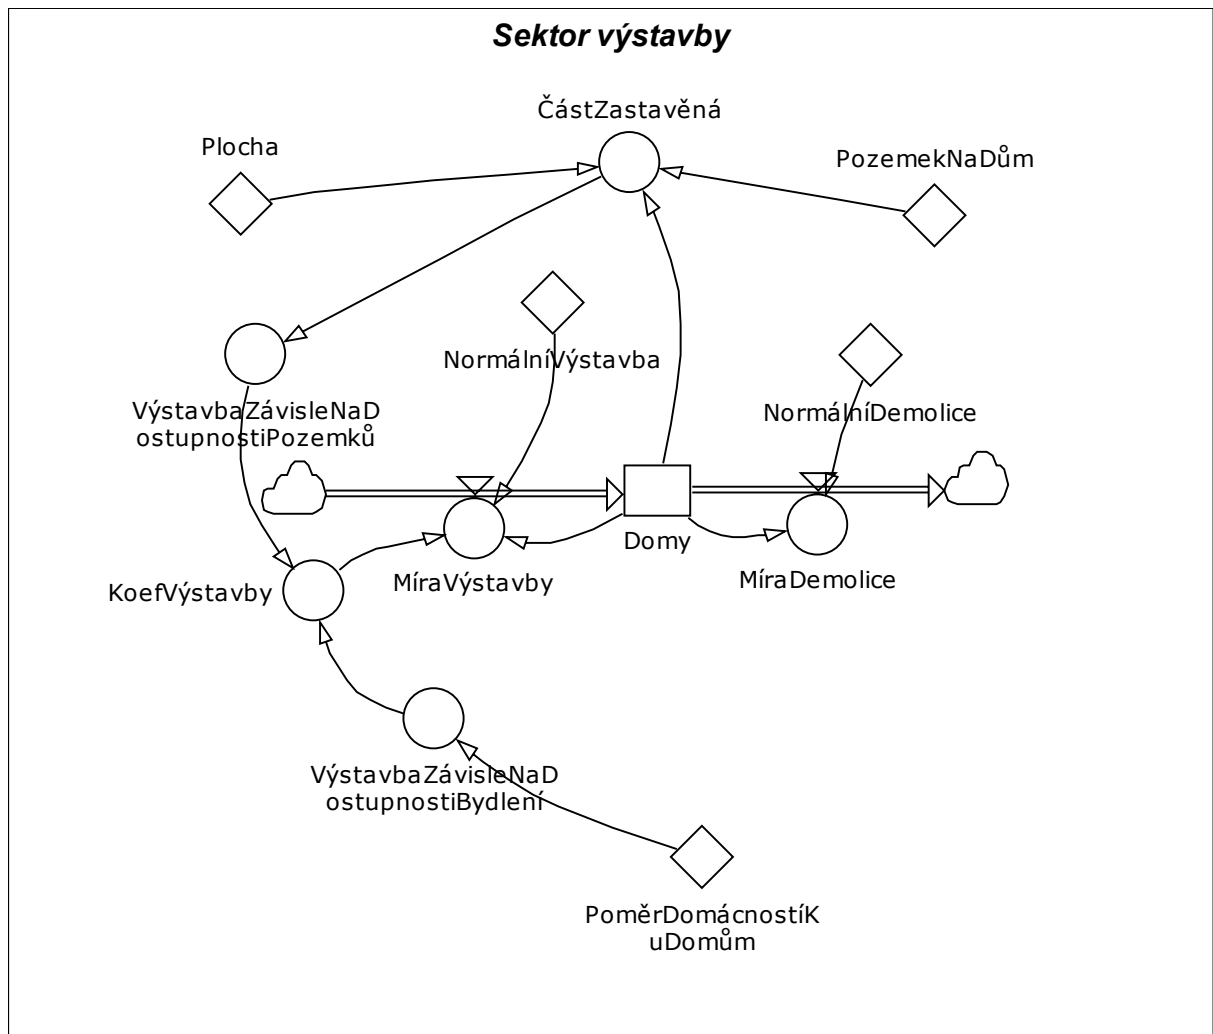 Sektor výstavby
ČástZastavěná
Plocha
PozemekNaDům
NormálníVýstavba
NormálníDemolice
VýstavbaZávisleNaD
ostupnostiPozemků
Domy
MíraVýstavby
MíraDemolice
KoefVýstavby
VýstavbaZávisleNaD
ostupnostiBydlení
PoměrDomácnostíK
uDomům